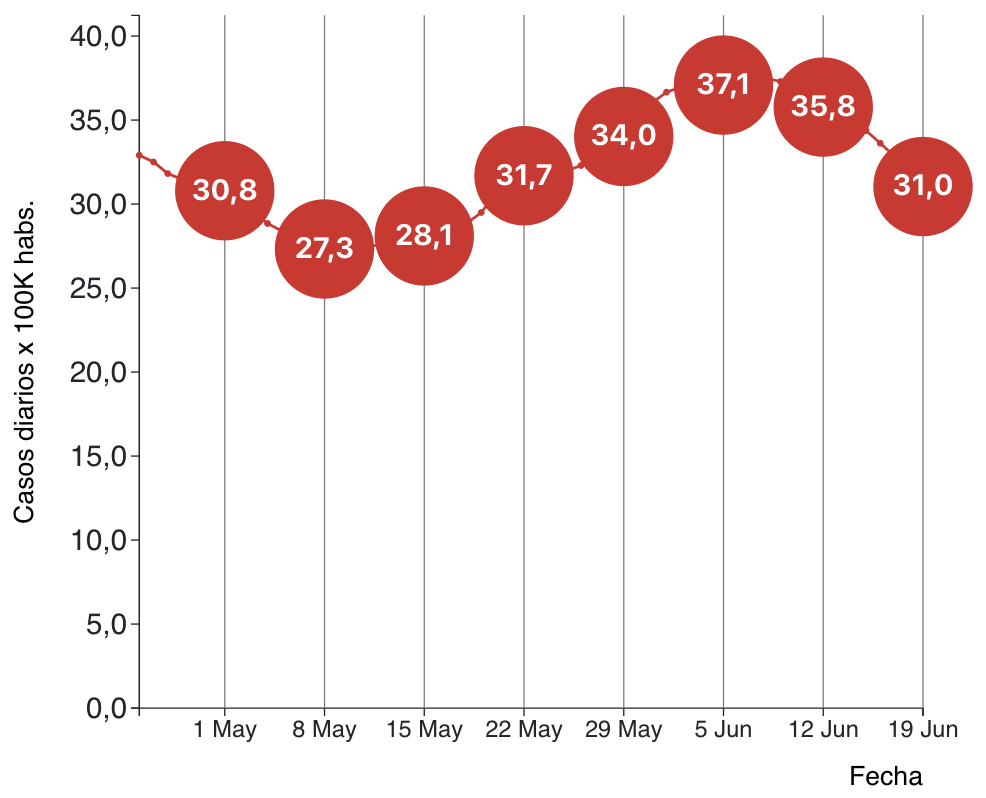 40,0
35,0
30,0
25,0
20,0
15,0
10,0
5,0
0,0
Casos diarios x 100K habs.
30,8
27,3
28,1
31,7
34,0
37,1
35,8
31,0
1 May
8 May
15 May
22 May
29 May
5 Jun
12 Jun
19 Jun
Fecha